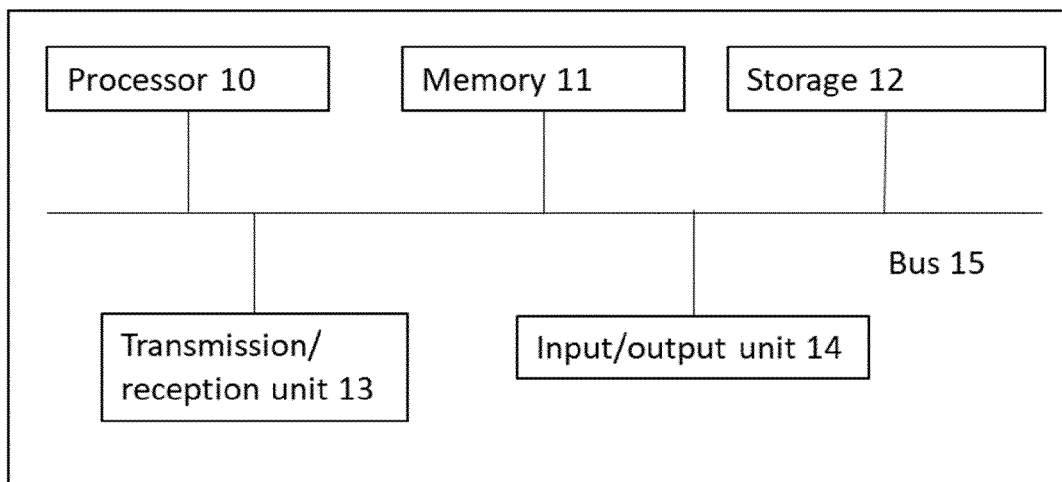 Processor 10
Memory 11
Storage 12
Bus 15
Transmission/
reception unit 13
Input/output unit 14